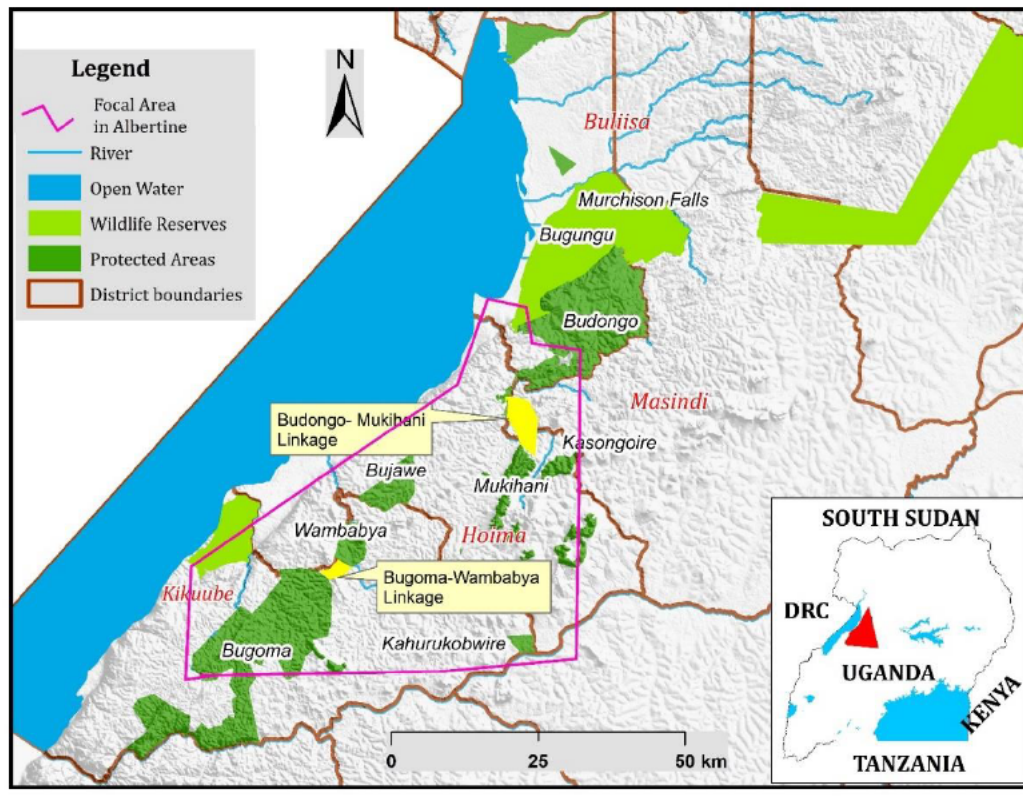 Legend
Focal Area
in Albertine
River
Open Water
Wildlife Reserves
Protected Areas
District boundaries
N
Buliisa
Murchison Falls
Bugungu
Budongo
Masindi
Budongo- Mukihani
Linkage
Kasongoire
Bujawe
Mukihani
Wambabya
Hoima
Bugoma-Wambabya
Linkage
Kikuube
Bugoma
Kahurukobwire
0
25
50 km
SOUTH SUDAN
DRC
UGANDA
KENYA
TANZANIA